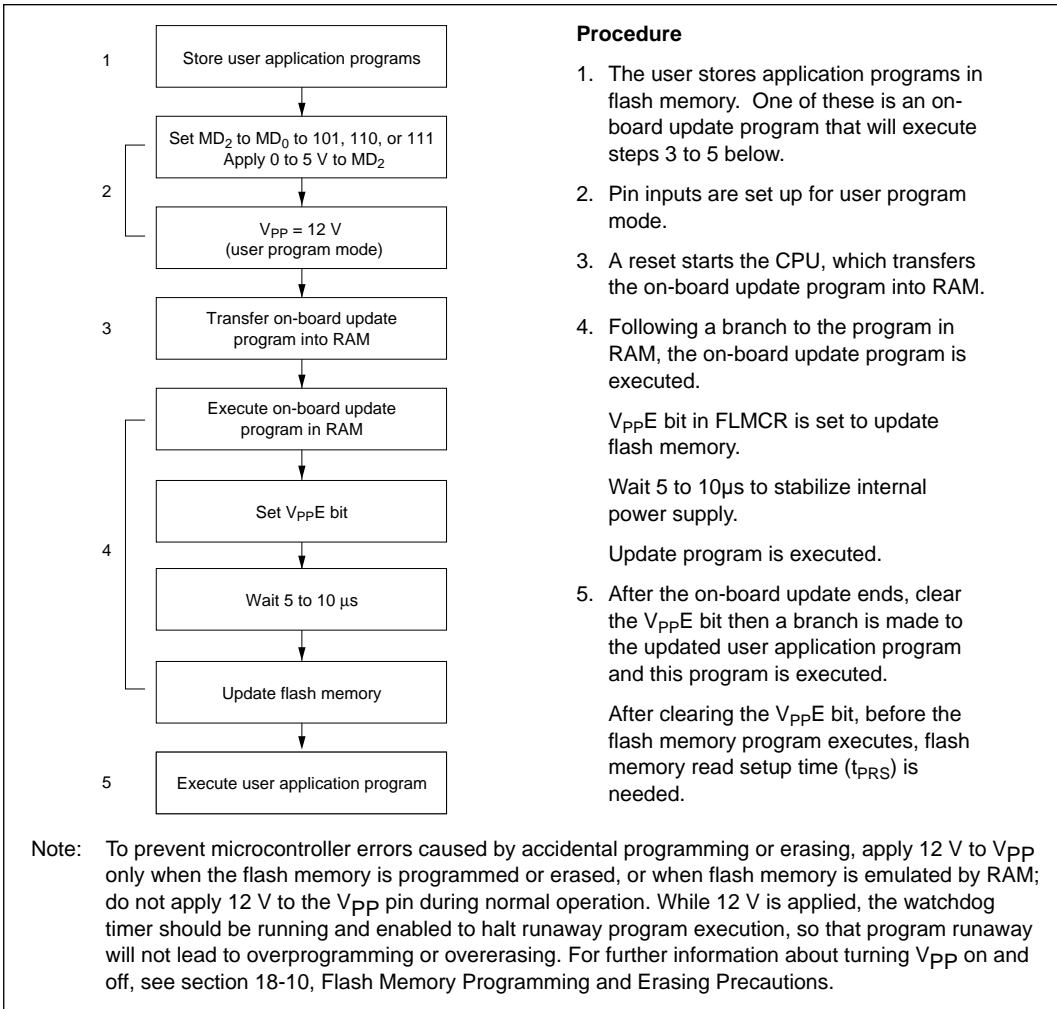 1
Store user application programs
2
Set MD2 to MD0 to 101, 110, or 111
Apply 0 to 5 V to MD2
VPP = 12 V
(user program mode)
3
Transfer on-board update
program into RAM
4
Execute on-board update
program in RAM
Set VPPE bit
Wait 5 to 10 μs
Update flash memory
5
Execute user application program
Procedure
1. The user stores application programs in
flash memory. One of these is an on-
board update program that will execute
steps 3 to 5 below.
2. Pin inputs are set up for user program
mode.
3. A reset starts the CPU, which transfers
the on-board update program into RAM.
4. Following a branch to the program in
RAM, the on-board update program is
executed.
VPPE bit in FLMCR is set to update
flash memory.
Wait 5 to 10μs to stabilize internal
power supply.
Update program is executed.
5. After the on-board update ends, clear
the VPPE bit then a branch is made to
the updated user application program
and this program is executed.
After clearing the VPPE bit, before the
flash memory program executes, flash
memory read setup time (tPRS) is
needed.
Note: To prevent microcontroller errors caused by accidental programming or erasing, apply 12 V to VPP
only when the flash memory is programmed or erased, or when flash memory is emulated by RAM;
do not apply 12 V to the VPP pin during normal operation. While 12 V is applied, the watchdog
timer should be running and enabled to halt runaway program execution, so that program runaway
will not lead to overprogramming or overerasing. For further information about turning VPP on and
off, see section 18-10, Flash Memory Programming and Erasing Precautions.